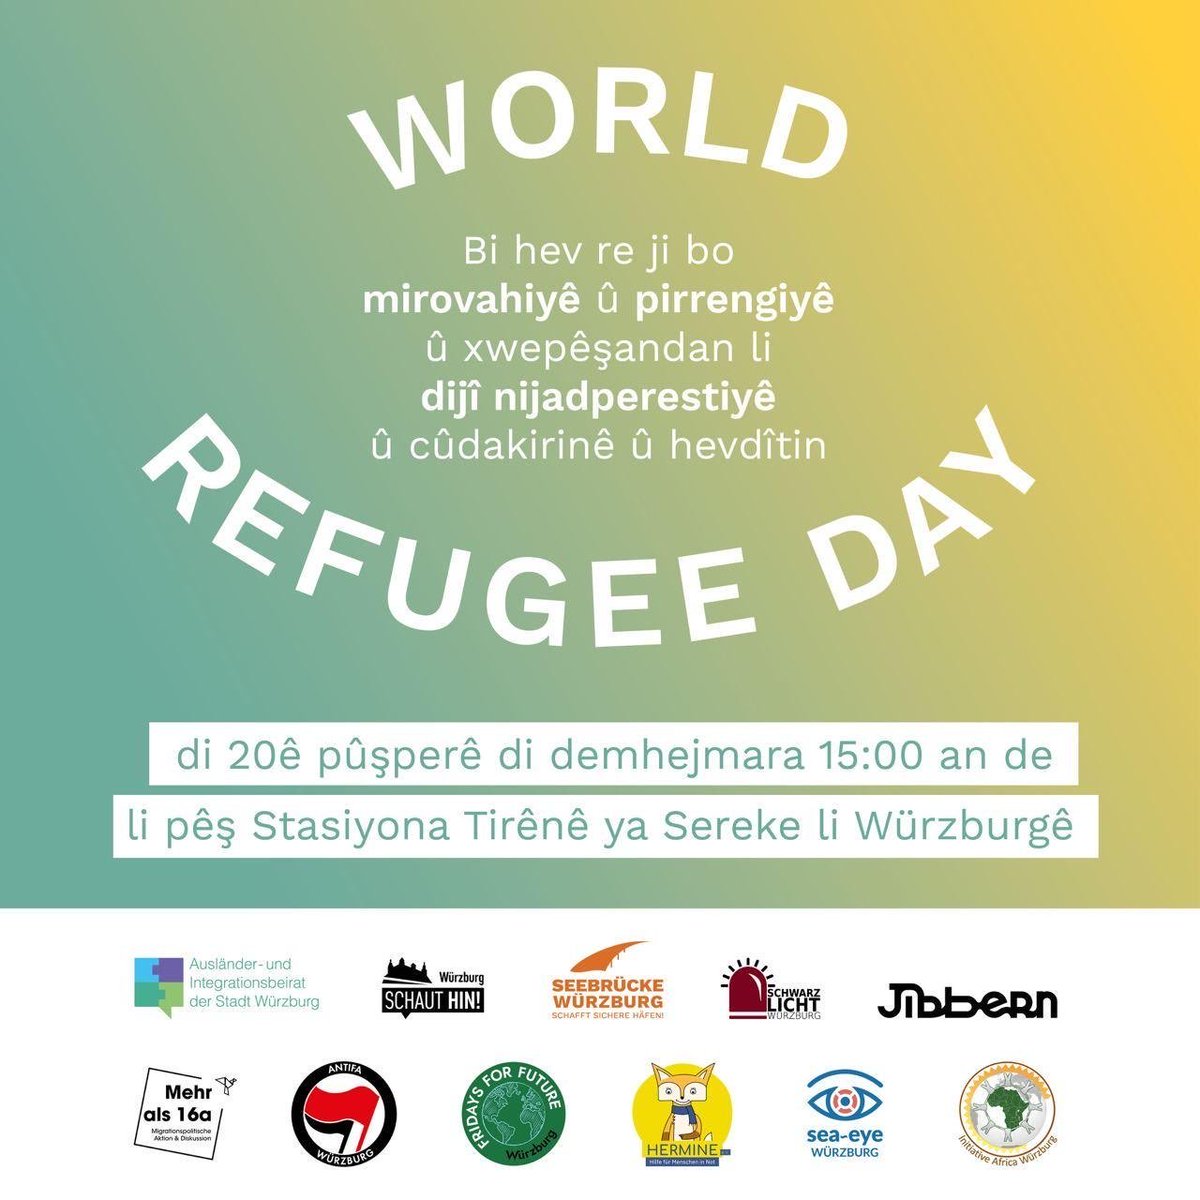 WORLD
Bi hev re ji bo
mirovahiyê û pirrengiyê
û xwepêşandan li
dijî nijadperestiyê
û cûdakirinê û hevdîtin
REFUGEE DAY
di 20ê pûşperê di demhejmara 15:00 an de
li pêş Stasiyona Tirênê ya Sereke li Würzburgê
Ausländer- und
Integrationsbeirat
der Stadt Würzburg
Würzburg
SCHAUT HIN!
SEEBRÜCKE
WÜRZBURG
SCHAFFT SICHERE HÄFEN!
SCHWARZ
LICHT
WÜRZBURG
JIbbERN
Mehr
als 16a
Migrationspolitische
Aktion & Diskussion
ANTIFA
WÜRZBURG
FRIDAYS FOR FUTURE
Würzburg
HERMINE
Hilfe für Menschen in Not
sea-eye
WÜRZBURG
Initiative Africa Würzburg